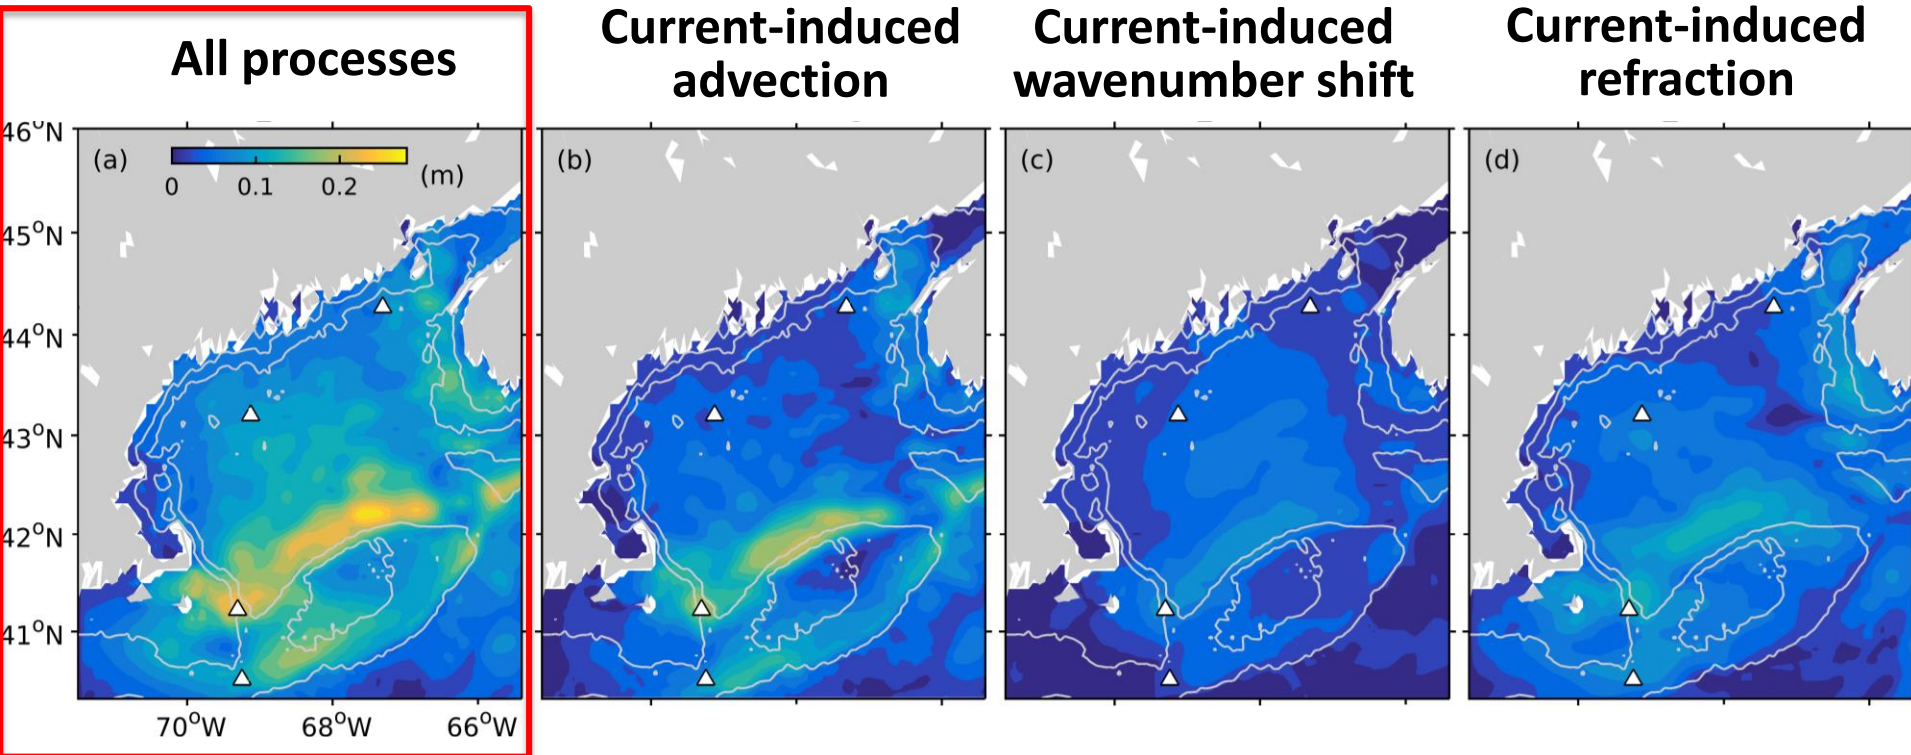 All processes
Current-induced
advection
Current-induced
wavenumber shift
Current-induced
refraction
46°N
45°N
44°N
43°N
42°N
41°N
(a)
0 0.1 0.2 (m)
70°W 68°W 66°W
(b)
(c)
(d)